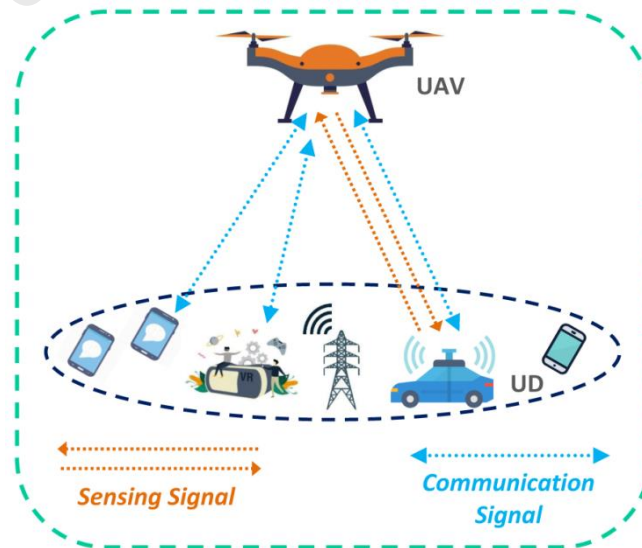 UAV
VR
UD
Sensing Signal
Communication
Signal